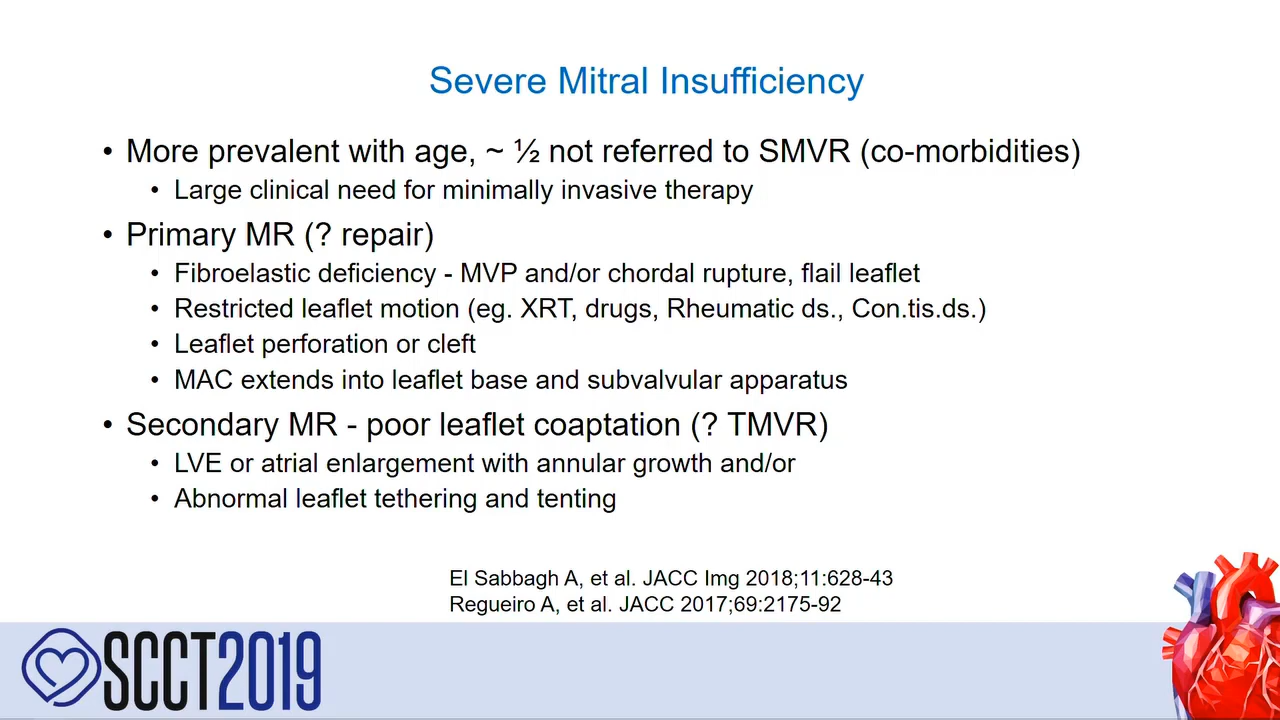 Severe Mitral Insufficiency
• More prevalent with age, ~ ½ not referred to SMVR (co-morbidities)
• Large clinical need for minimally invasive therapy
• Primary MR (? repair)
• Fibroelastic deficiency - MVP and/or chordal rupture, flail leaflet
• Restricted leaflet motion (eg. XRT, drugs, Rheumatic ds., Con.tis.ds.)
• Leaflet perforation or cleft
• MAC extends into leaflet base and subvalvular apparatus
• Secondary MR - poor leaflet coaptation (? TMVR)
• LVE or atrial enlargement with annular growth and/or
• Abnormal leaflet tethering and tenting
El Sabbagh A, et al. JACC Img 2018;11:628-43
Regueiro A, et al. JACC 2017;69:2175-92
SCCT2019